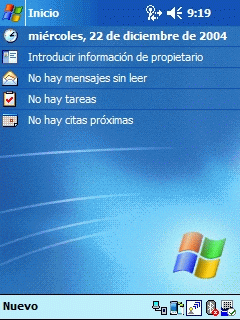 Inicio 9:19
miércoles, 22 de diciembre de 2004
Introducir información de propietario
No hay mensajes sin leer
No hay tareas
No hay citas próximas
Nuevo